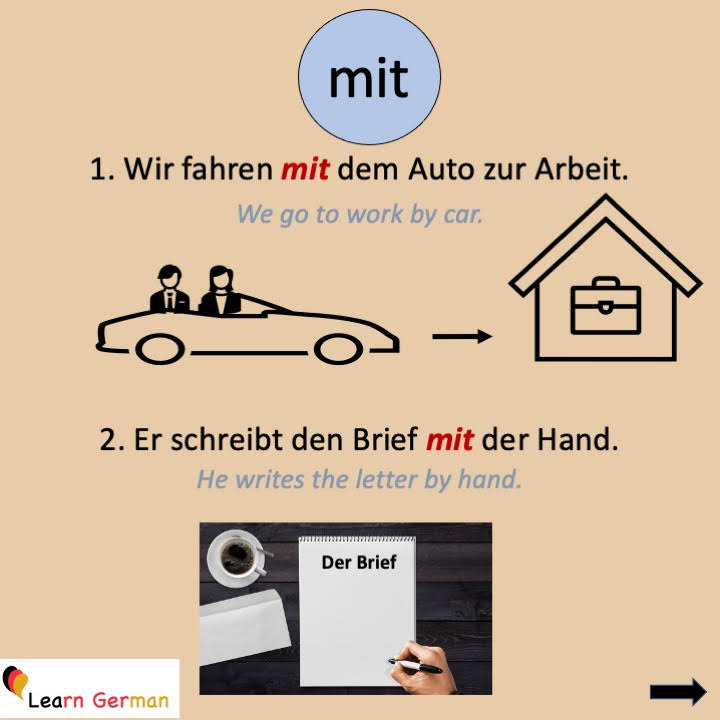 mit
1. Wir fahren mit dem Auto zur Arbeit.
We go to work by car.
2. Er schreibt den Brief mit der Hand.
He writes the letter by hand.
Der Brief
Learn German